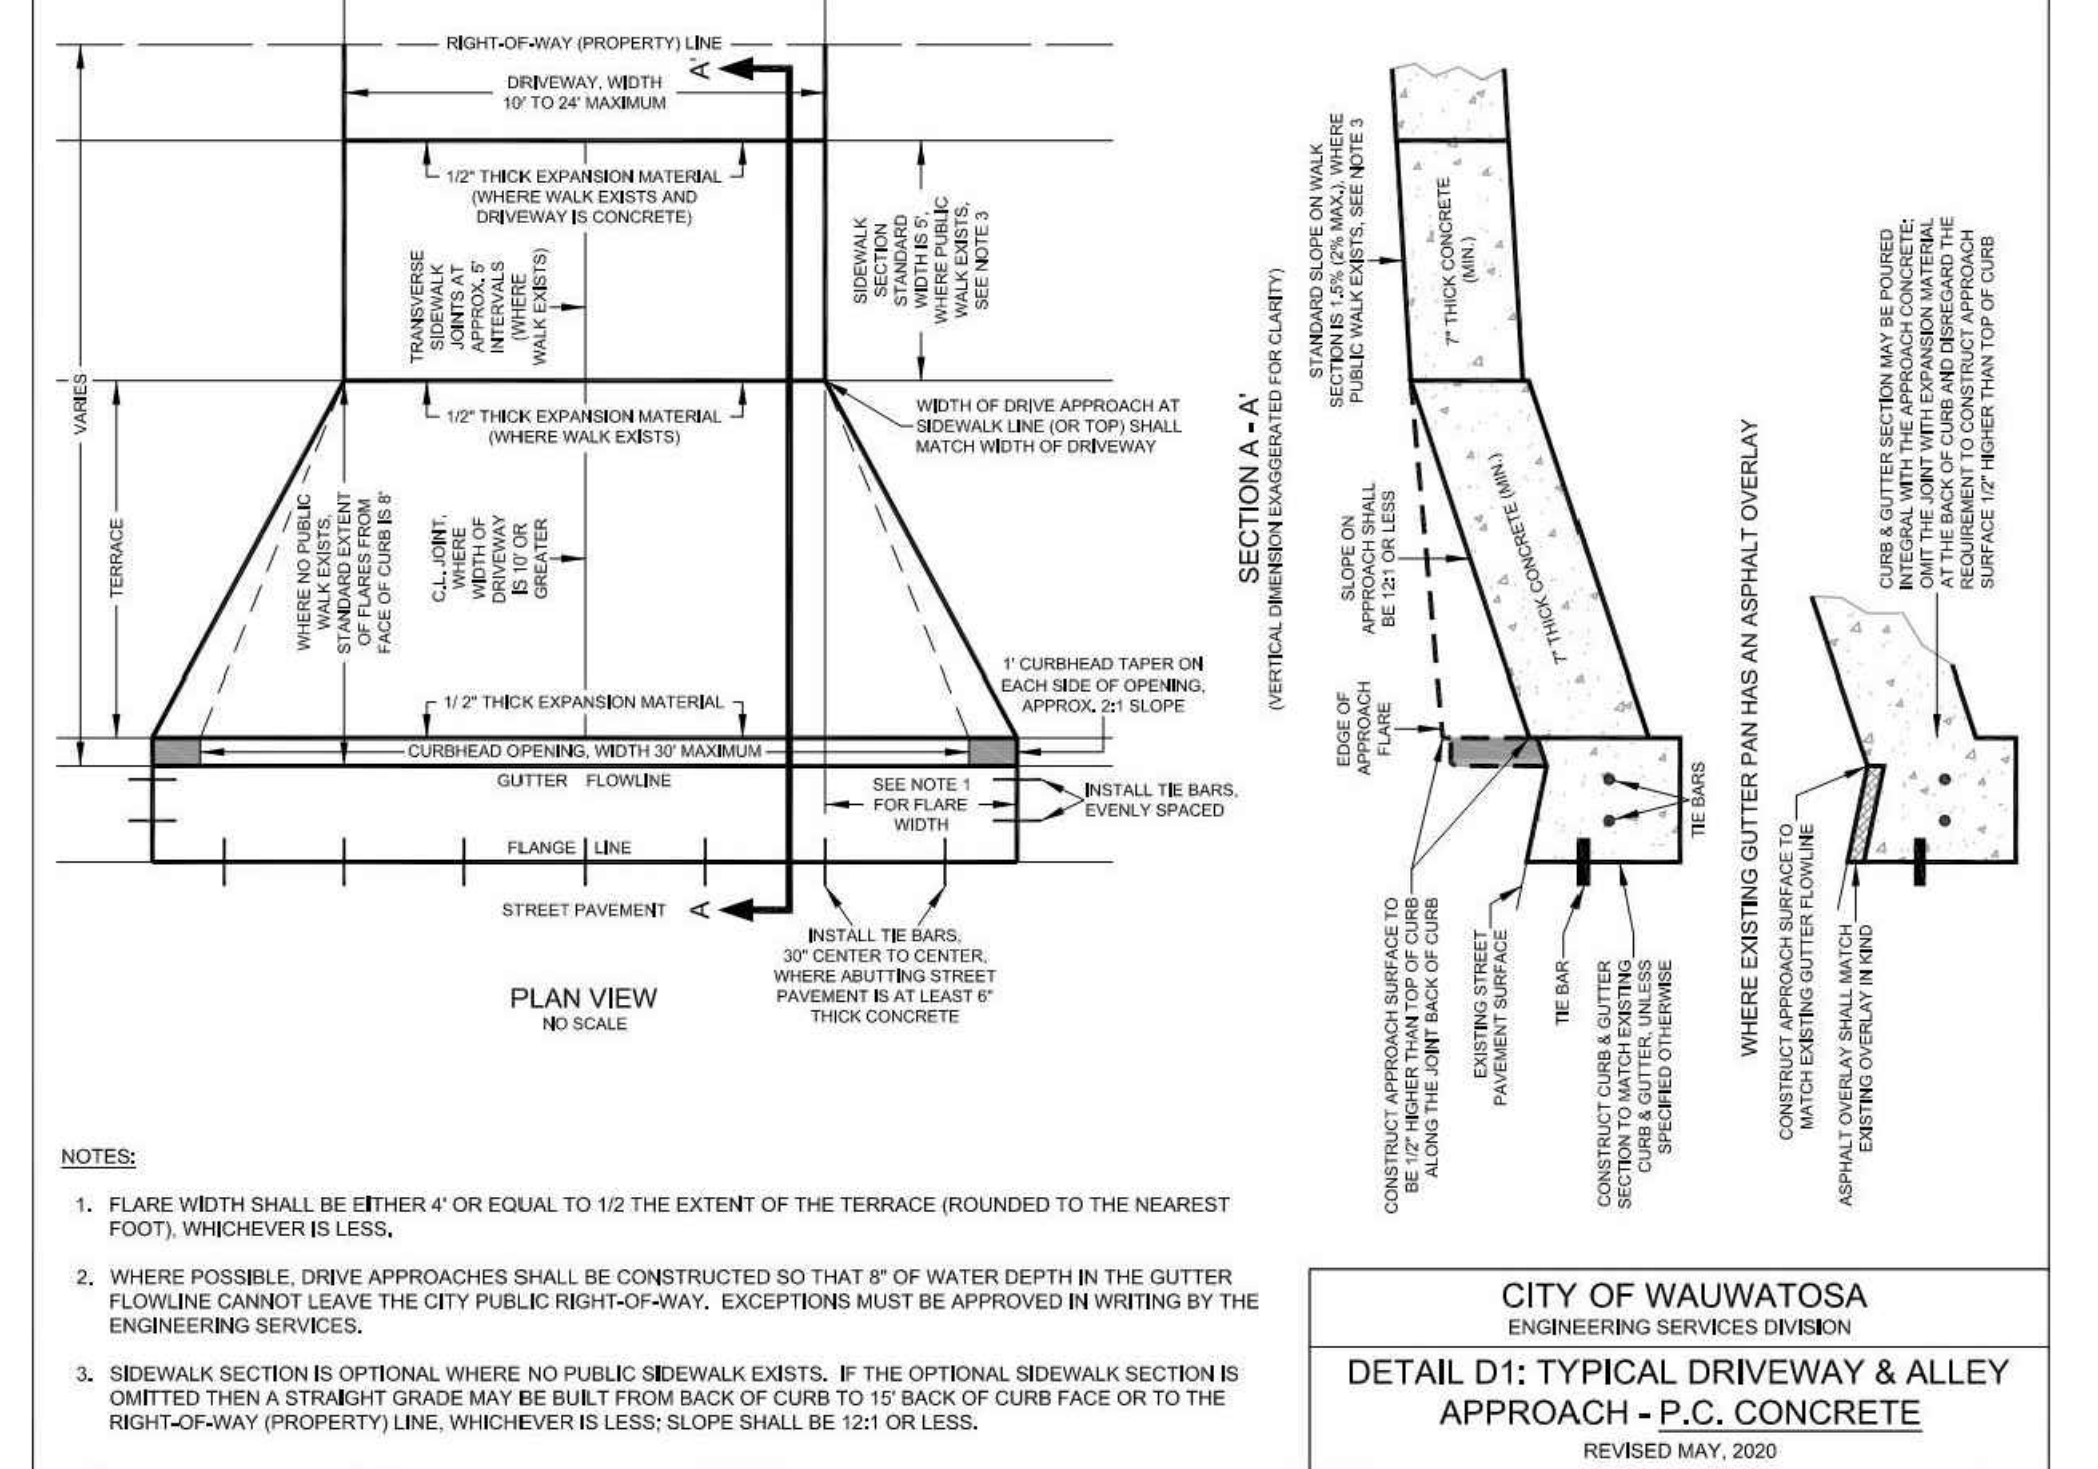 RIGHT-OF-WAY (PROPERTY) LINE
A'
DRIVEWAY, WIDTH
10' TO 24' MAXIMUM
1/2" THICK EXPANSION MATERIAL
(WHERE WALK EXISTS AND
DRIVEWAY IS CONCRETE)
TRANSVERSE
SIDEWALK
JOINTS AT
APPROX. 5'
INTERVALS
(WHERE
WALK EXISTS)
SIDEWALK
SECTION
STANDARD
WIDTH IS 5',
WHERE PUBLIC
WALK EXISTS,
SEE NOTE 3
VARIES
1/2" THICK EXPANSION MATERIAL
(WHERE WALK EXISTS)
WIDTH OF DRIVE APPROACH AT
SIDEWALK LINE (OR TOP) SHALL
MATCH WIDTH OF DRIVEWAY
TERRACE
WHERE NO PUBLIC
WALK EXISTS,
STANDARD EXTENT
OF FLARES FROM
FACE OF CURB IS 8'
C.L. JOINT,
WHERE
WIDTH OF
DRIVEWAY
IS 10' OR
GREATER
1' CURBHEAD TAPER ON
EACH SIDE OF OPENING,
APPROX. 2:1 SLOPE
1/2" THICK EXPANSION MATERIAL
CURBHEAD OPENING, WIDTH 30' MAXIMUM
GUTTER FLOWLINE
SEE NOTE 1
FOR FLARE
WIDTH
INSTALL TIE BARS,
EVENLY SPACED
FLANGE LINE
STREET PAVEMENT
A
INSTALL TIE BARS,
30" CENTER TO CENTER,
WHERE ABUTTING STREET
PAVEMENT IS AT LEAST 6"
THICK CONCRETE
PLAN VIEW
NO SCALE
SECTION A - A'
(VERTICAL DIMENSION EXAGGERATED FOR CLARITY)
STANDARD SLOPE ON WALK
SECTION IS 1.5% (2% MAX.), WHERE
PUBLIC WALK EXISTS, SEE NOTE 3
7" THICK CONCRETE
(MIN.)
SLOPE ON
APPROACH SHALL
BE 12:1 OR LESS
7" THICK CONCRETE (MIN.)
EDGE OF
APPROACH
FLARE
TIE BARS
CONSTRUCT APPROACH SURFACE TO
BE 1/2" HIGHER THAN TOP OF CURB
ALONG THE JOINT BACK OF CURB
EXISTING STREET
PAVEMENT SURFACE
TIE BAR
CONSTRUCT CURB & GUTTER
SECTION TO MATCH EXISTING
CURB & GUTTER, UNLESS
SPECIFIED OTHERWISE
WHERE EXISTING GUTTER PAN HAS AN ASPHALT OVERLAY
CURB & GUTTER SECTION MAY BE POURED
INTEGRAL WITH THE APPROACH CONCRETE;
OMIT THE JOINT WITH EXPANSION MATERIAL
AT THE BACK OF CURB AND DISREGARD THE
REQUIREMENT TO CONSTRUCT APPROACH
SURFACE 1/2" HIGHER THAN TOP OF CURB
CONSTRUCT APPROACH SURFACE TO
MATCH EXISTING GUTTER FLOWLINE
ASPHALT OVERLAY SHALL MATCH
EXISTING OVERLAY IN KIND
NOTES:
1. FLARE WIDTH SHALL BE EITHER 4' OR EQUAL TO 1/2 THE EXTENT OF THE TERRACE (ROUNDED TO THE NEAREST
FOOT), WHICHEVER IS LESS.
2. WHERE POSSIBLE, DRIVE APPROACHES SHALL BE CONSTRUCTED SO THAT 8" OF WATER DEPTH IN THE GUTTER
FLOWLINE CANNOT LEAVE THE CITY PUBLIC RIGHT-OF-WAY. EXCEPTIONS MUST BE APPROVED IN WRITING BY THE
ENGINEERING SERVICES.
3. SIDEWALK SECTION IS OPTIONAL WHERE NO PUBLIC SIDEWALK EXISTS. IF THE OPTIONAL SIDEWALK SECTION IS
OMITTED THEN A STRAIGHT GRADE MAY BE BUILT FROM BACK OF CURB TO 15' BACK OF CURB FACE OR TO THE
RIGHT-OF-WAY (PROPERTY) LINE, WHICHEVER IS LESS; SLOPE SHALL BE 12:1 OR LESS.
CITY OF WAUWATOSA
ENGINEERING SERVICES DIVISION
DETAIL D1: TYPICAL DRIVEWAY & ALLEY
APPROACH - P.C. CONCRETE
REVISED MAY, 2020